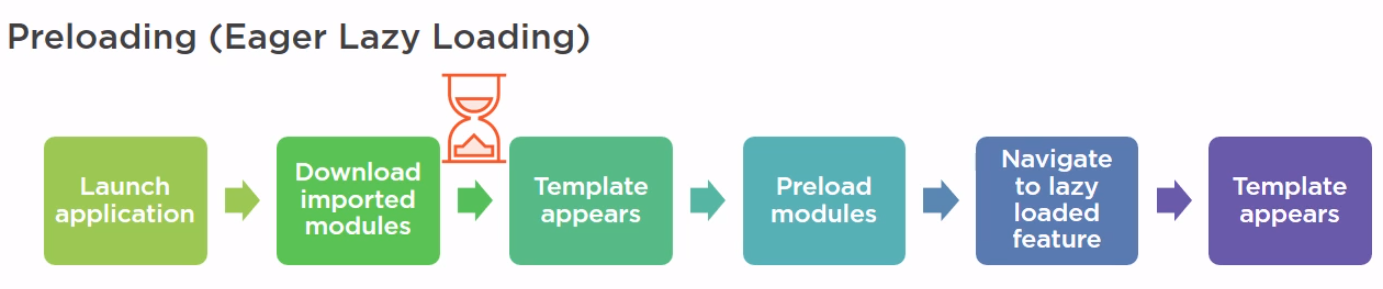 Preloading (Eager Lazy Loading)
Launch
application
Download
imported
modules
Template
appears
Preload
modules
Navigate
to lazy
loaded
feature
Template
appears